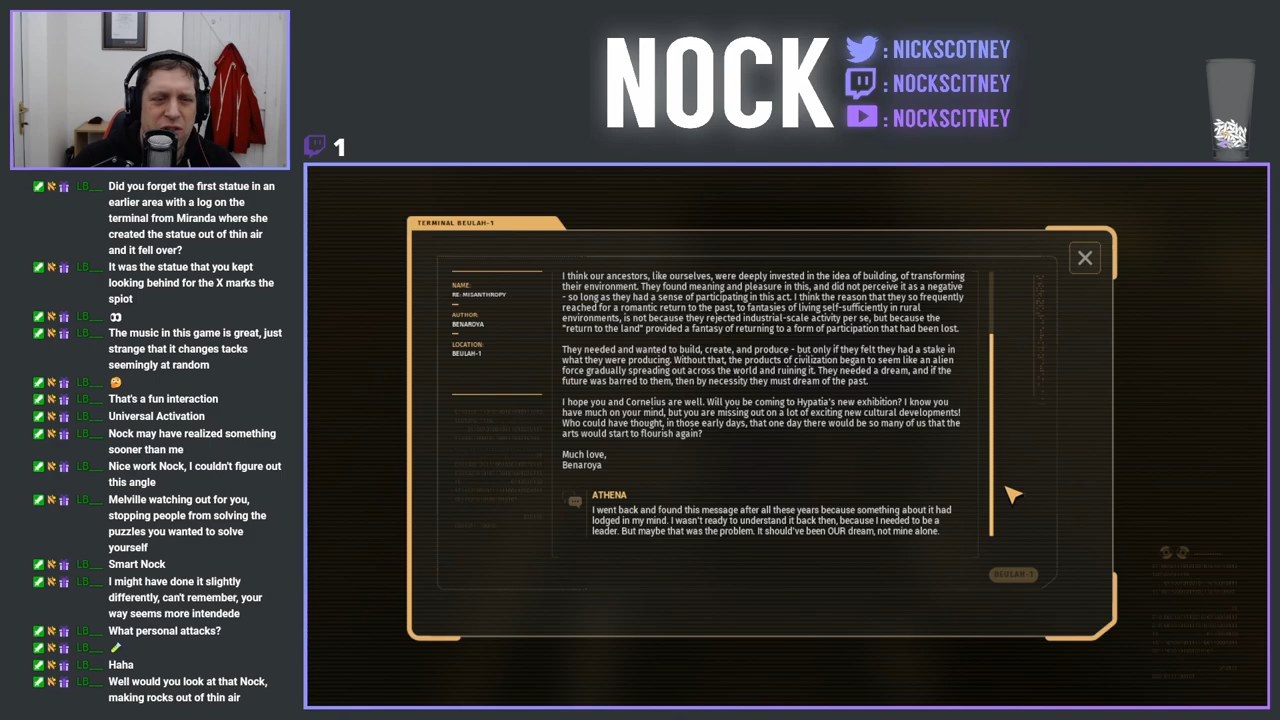 NOCK
: NICKSCOTNEY
: NOCKSCITNEY
: NOCKSCITNEY
1
LB__ Did you forget the first statue in an
earlier area with a log on the
terminal from Miranda where she
created the statue out of thin air
and it fell over?
LB__ It was the statue that you kept
looking behind for the X marks the
spiot
LB__
LB__ The music in this game is great, just
strange that it changes tacks
seemingly at random
LB__
LB__ That's a fun interaction
LB__ Universal Activation
LB__ Nock may have realized something
sooner than me
LB__ Nice work Nock, I couldn't figure out
this angle
LB__ Melville watching out for you,
stopping people from solving the
puzzles you wanted to solve
yourself
LB__ Smart Nock
LB__ I might have done it slightly
differently, can't remember, your
way seems more intendede
LB__ What personal attacks?
LB__
LB__ Haha
LB__ Well would you look at that Nock,
making rocks out of thin air
TERMINAL BEULAH-1
NAME:
RE: MISANTHROPY
AUTHOR:
BENAROYA
LOCATION:
BEULAH-1
I think our ancestors, like ourselves, were deeply invested in the idea of building, of transforming
their environment. They found meaning and pleasure in this, and did not perceive it as a negative
- so long as they had a sense of participating in this act. I think the reason that they so frequently
reached for a romantic return to the past, to fantasies of living self-sufficiently in rural
environments, is not because they rejected industrial-scale activity per se, but because the
"return to the land" provided a fantasy of returning to a form of participation that had been lost.
They needed and wanted to build, create, and produce - but only if they felt they had a stake in
what they were producing. Without that, the products of civilization began to seem like an alien
force gradually spreading out across the world and ruining it. They needed a dream, and if the
future was barred to them, then by necessity they must dream of the past.
I hope you and Cornelius are well. Will you be coming to Hypatia's new exhibition? I know you
have much on your mind, but you are missing out on a lot of exciting new cultural developments!
Who could have thought, in those early days, that one day there would be so many of us that the
arts would start to flourish again?
Much love,
Benaroya
ATHENA
I went back and found this message after all these years because something about it had
lodged in my mind. I wasn't ready to understand it back then, because I needed to be a
leader. But maybe that was the problem. It should've been OUR dream, not mine alone.
BEULAH-1